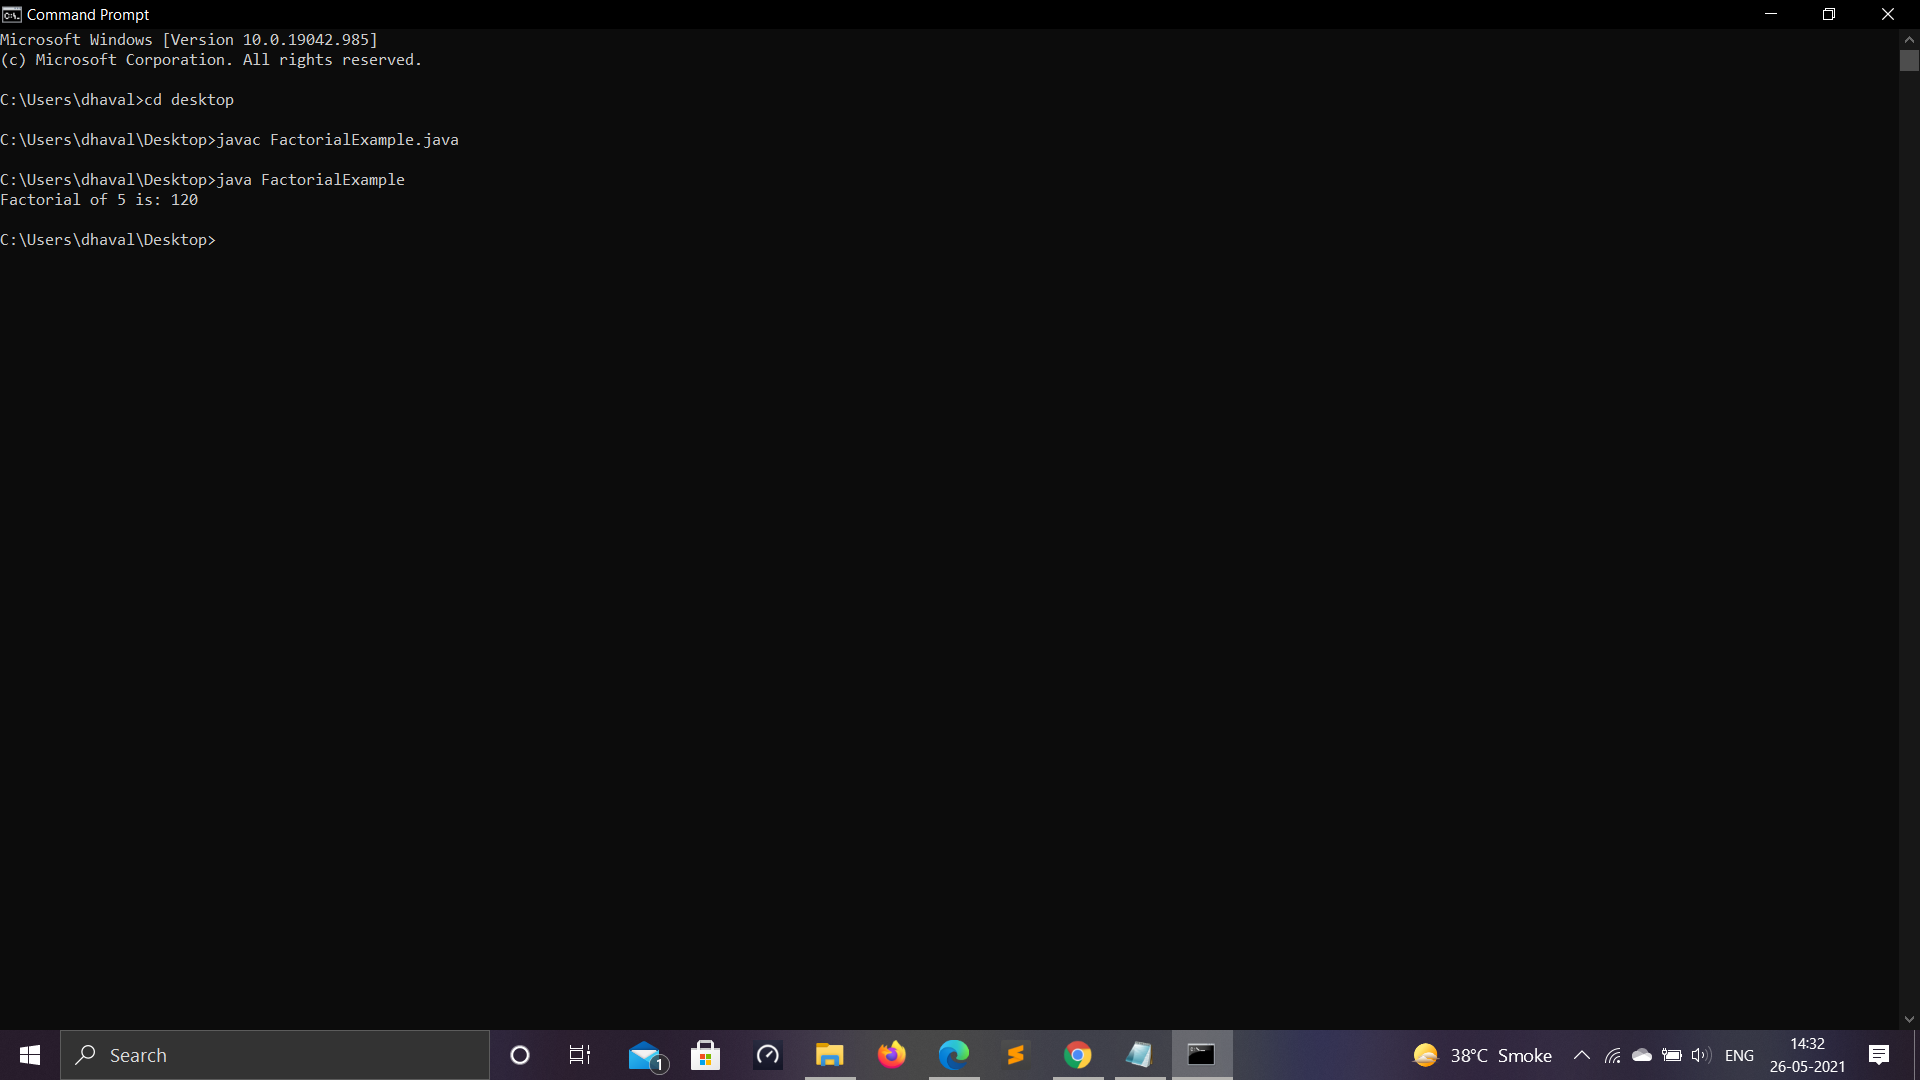 Command Prompt
Microsoft Windows [Version 10.0.19042.985]
(c) Microsoft Corporation. All rights reserved.
C:\Users\dhaval>cd desktop
C:\Users\dhaval\Desktop>javac FactorialExample.java
C:\Users\dhaval\Desktop>java FactorialExample
Factorial of 5 is: 120
C:\Users\dhaval\Desktop>
Search
1
38°C Smoke
ENG
14:32
26-05-2021